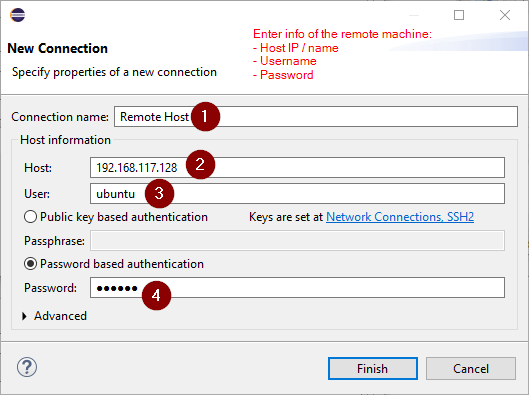 Enter info of the remote machine:
- Host IP / name
- Username
- Password
New Connection
Specify properties of a new connection
Connection name: Remote Host 1
Host information
Host: 192.168.117.128 2
User: ubuntu 3
Public key based authentication Keys are set at Network Connections, SSH2
Passphrase:
Password based authentication
Password: ●●●●●● 4
Advanced
? Finish Cancel